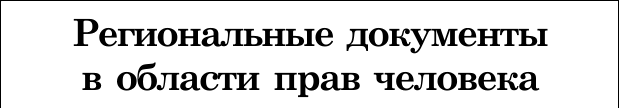 Региональные документы
в области прав человека